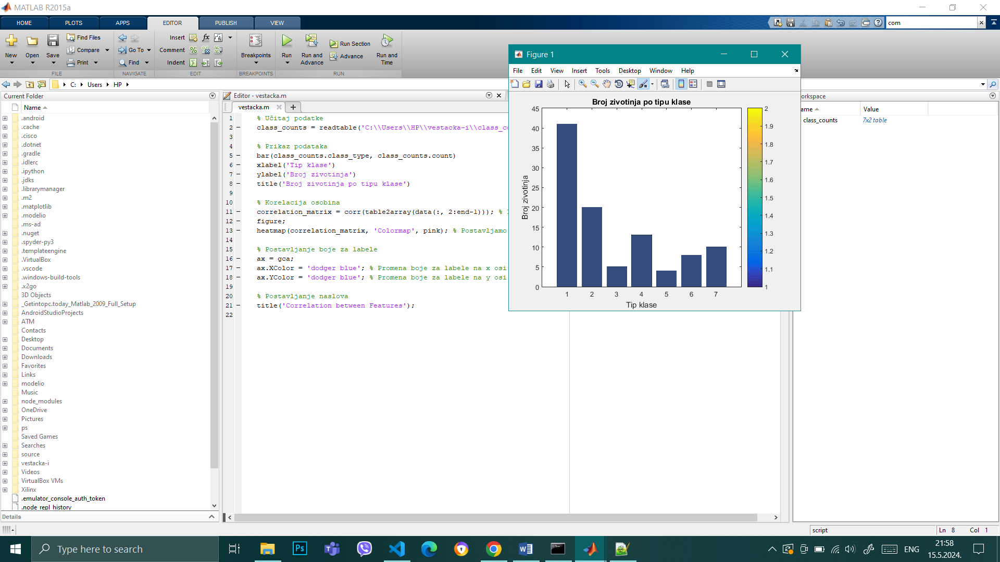 MATLAB R2015a
HOME PLOTS APPS EDITOR PUBLISH VIEW
com
New Open Save Find Files Compare Print
FILE
Go To Find
NAVIGATE
Insert fx
Comment
Indent
EDIT
Breakpoints
BREAKPOINTS
Run Run and Advance Run Section Advance Run and Time
RUN
C: Users HP
Current Folder
Name
.android
.cache
.cisco
.dotnet
.gradle
.idlerc
.ipython
.jdks
.librarymanager
.m2
.matplotlib
.modelio
.ms-ad
.nuget
.spyder-py3
.templateengine
.VirtualBox
.vscode
.windows-build-tools
.x2go
3D Objects
_Getintopc.today_Matlab_2009_Full_Setup
AndroidStudioProjects
ATM
Contacts
Desktop
Documents
Downloads
Favorites
Links
modelio
Music
node_modules
OneDrive
Pictures
ps
Saved Games
Searches
source
vestacka-i
Videos
VirtualBox VMs
Xilinx
.emulator_console_auth_token
.node_repl_history
Details
Editor - vestacka.m
vestacka.m
1 % Učitaj podatke
2 class_counts = readtable('C:\\Users\\HP\\vestacka-i\\class_co
3
4 % Prikaz podataka
5 bar(class_counts.class_type, class_counts.count)
6 xlabel('Tip klase')
7 ylabel('Broj zivotinja')
8 title('Broj zivotinja po tipu klase')
9
10 % Korelacija osobina
11 correlation_matrix = corr(table2array(data(:, 2:end-1))); %
12 figure;
13 heatmap(correlation_matrix, 'Colormap', pink); % Postavljamo
14
15 % Postavljanje boje za labele
16 ax = gca;
17 ax.XColor = 'dodger blue'; % Promena boje za labele na x osi
18 ax.YColor = 'dodger blue'; % Promena boje za labele na y osi
19
20 % Postavljanje naslova
21 title('Correlation between Features');
22
Figure 1
File Edit View Insert Tools Desktop Window Help
Broj zivotinja po tipu klase
45
40
35
30
25
20
15
10
5
0
Broj zivotinja
1 2 3 4 5 6 7
Tip klase
2
1.9
1.8
1.7
1.6
1.5
1.4
1.3
1.2
1.1
1
orkspace
ame Value
class_counts 7x2 table
script Ln 8 Col 1
Type here to search
Ps
ENG
21:58
15.5.2024.